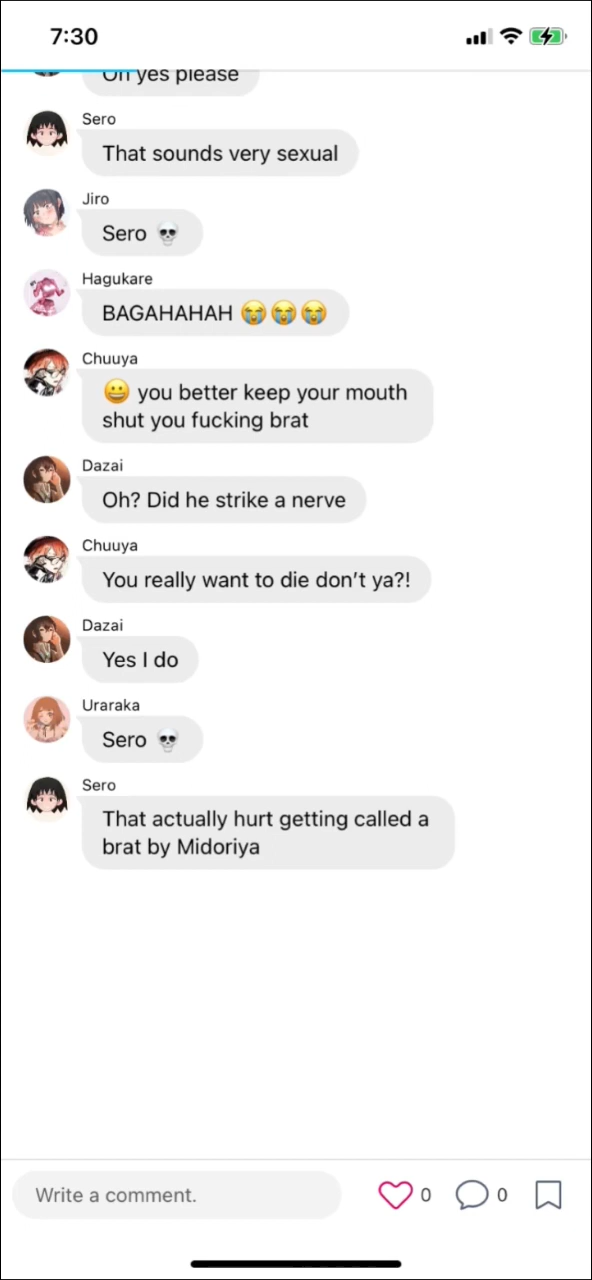 7:30
Oh yes please
Sero
That sounds very sexual
Jiro
Sero 💀
Hagukare
BAGAHAHAH 😭😭😭
Chuuya
😀 you better keep your mouth
shut you fucking brat
Dazai
Oh? Did he strike a nerve
Chuuya
You really want to die don't ya?!
Dazai
Yes I do
Uraraka
Sero 💀
Sero
That actually hurt getting called a
brat by Midoriya
Write a comment.
0
0